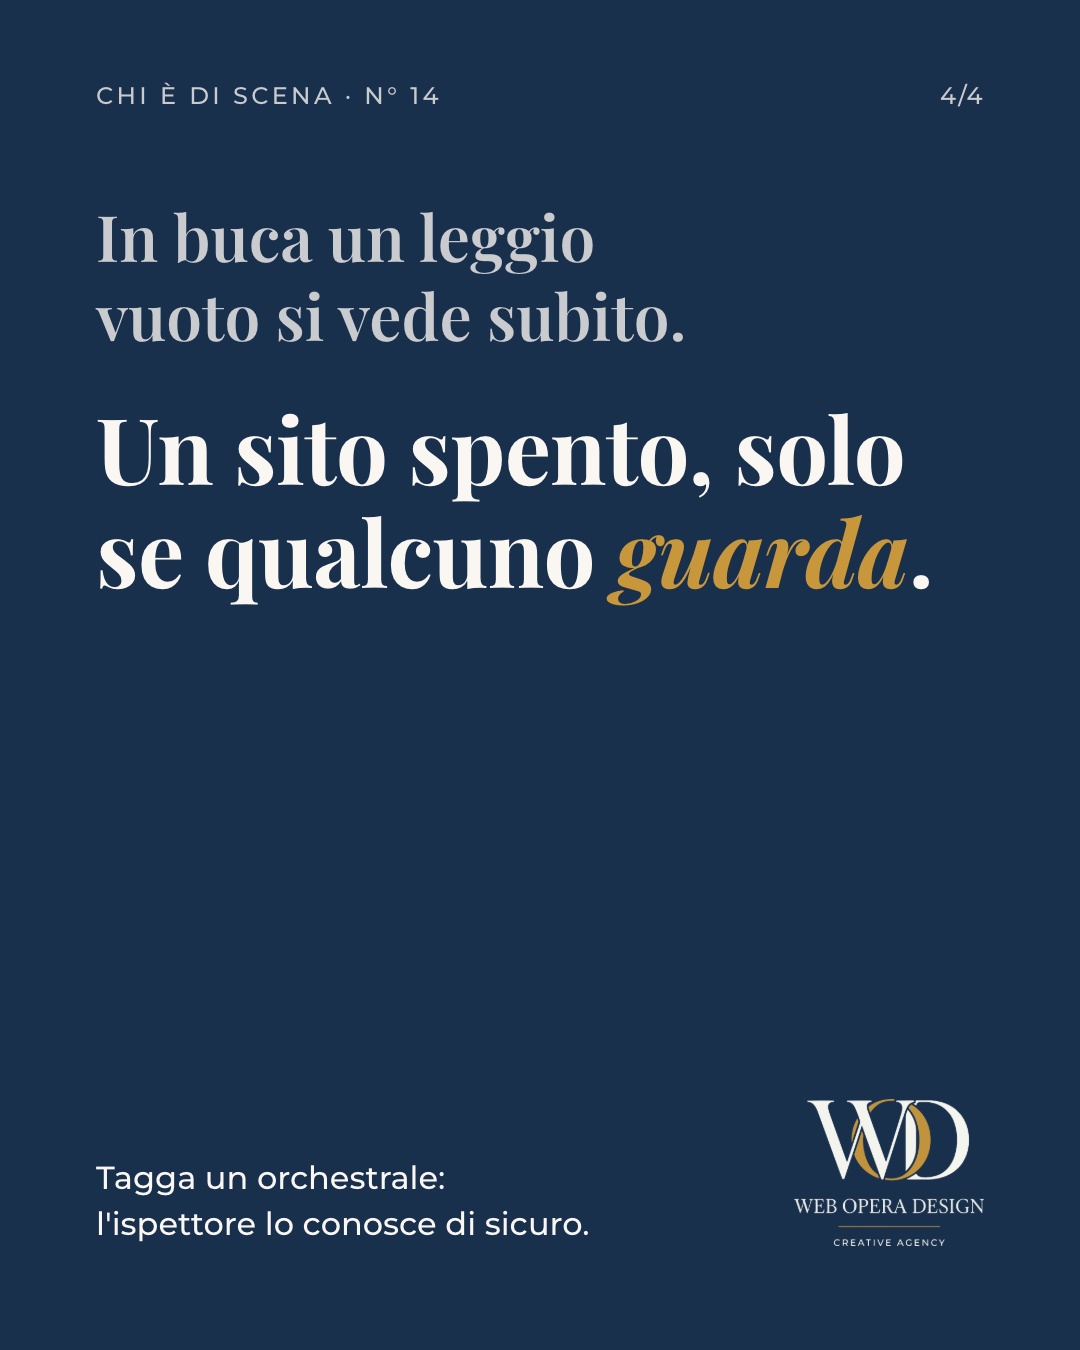 CHI È DI SCENA · N° 14
4/4
In buca un leggio
vuoto si vede subito.
Un sito spento, solo
se qualcuno guarda.
Tagga un orchestrale:
l'ispettore lo conosce di sicuro.
WOD
WEB OPERA DESIGN
CREATIVE AGENCY